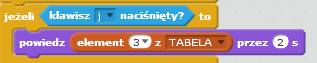 jeżeli klawisz j naciśnięty? to
powiedz element 3 z TABELA przez 2 s